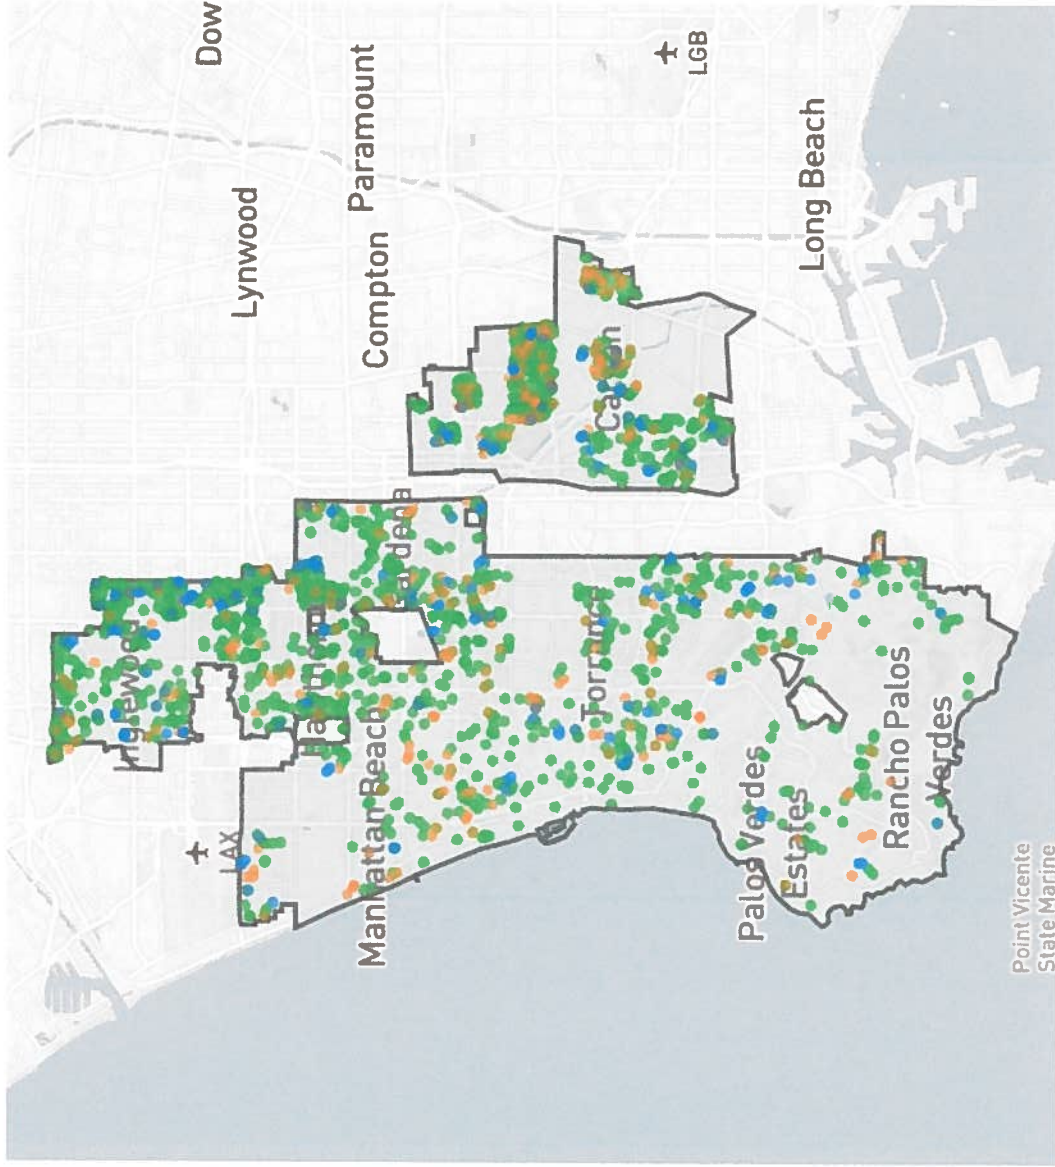 Dow
Paramount
LGB
Lynwood
Compton
Long Beach
Inglewood
Torrance
LAX
Manhattan Beach
Palos Verdes
Estates
Rancho Palos
Verdes
Point Vicente
State Marine